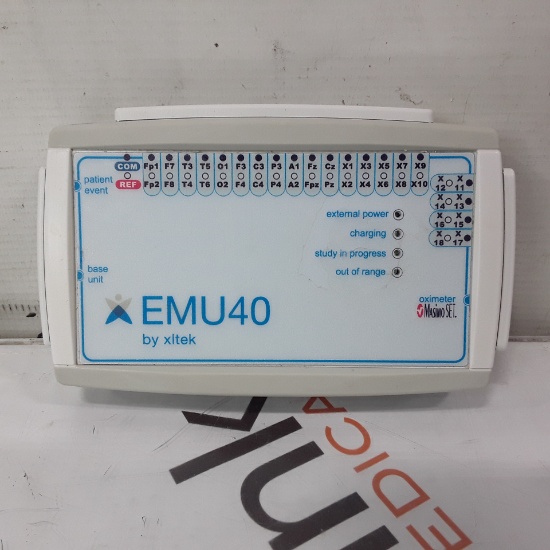 COM Fp1 F7 T3 T5 O1 F3 C3 P3 A1 Fz Cz X1 X3 X5 X7 X9
REF Fp2 F8 T4 T6 O2 F4 C4 P4 A2 Fpz Pz X2 X4 X6 X8 X10
X 12 X 11
X 14 X 13
X 16 X 15
X 18 X 17
patient
event
external power
charging
study in progress
out of range
base
unit
oximeter
Masimo SET
EMU40
by xltek
ink
EDICA